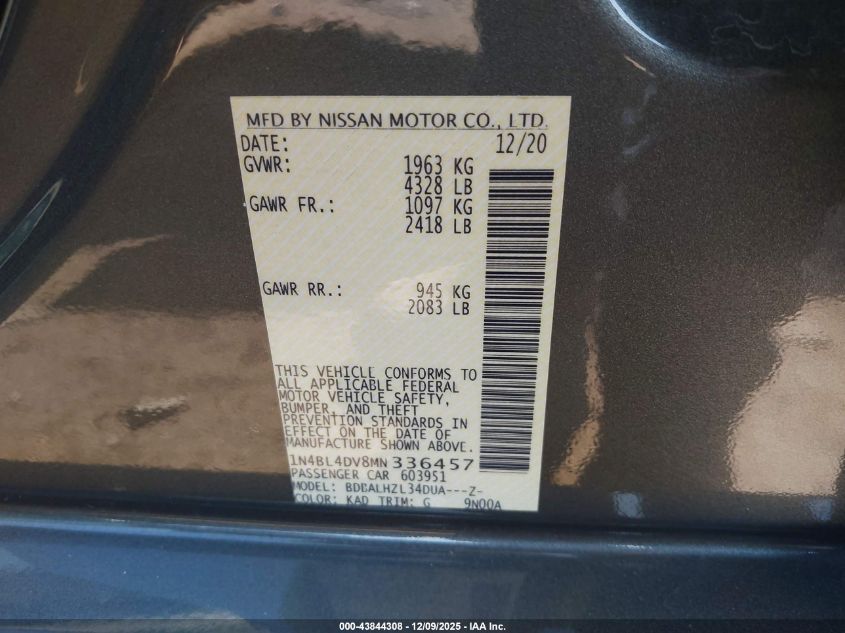 MFD BY NISSAN MOTOR CO., LTD.
DATE: 12/20
GVWR: 1963 KG
4328 LB
GAWR FR.: 1097 KG
2418 LB
GAWR RR.: 945 KG
2083 LB
THIS VEHICLE CONFORMS TO
ALL APPLICABLE FEDERAL
MOTOR VEHICLE SAFETY,
BUMPER, AND THEFT
PREVENTION STANDARDS IN
EFFECT ON THE DATE OF
MANUFACTURE SHOWN ABOVE.
1N4BL4DV8MN 336457
PASSENGER CAR 603951
MODEL: BDBALHZL34DUA---Z-
COLOR: KAD TRIM: G 9N00A
000-43844308 • 12/09/2025 • IAA Inc.